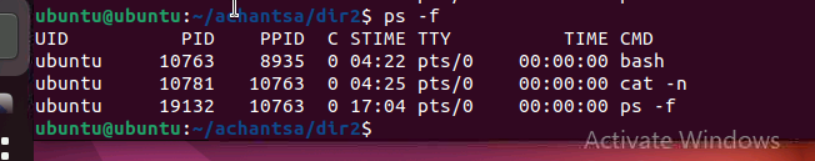 ubuntu@ubuntu:~/achantsa/dir2$ ps -f
UID          PID    PPID  C STIME TTY          TIME CMD
ubuntu     10763    8935  0 04:22 pts/0    00:00:00 bash
ubuntu     10781   10763  0 04:25 pts/0    00:00:00 cat -n
ubuntu     19132   10763  0 17:04 pts/0    00:00:00 ps -f
ubuntu@ubuntu:~/achantsa/dir2$
Activate Windows